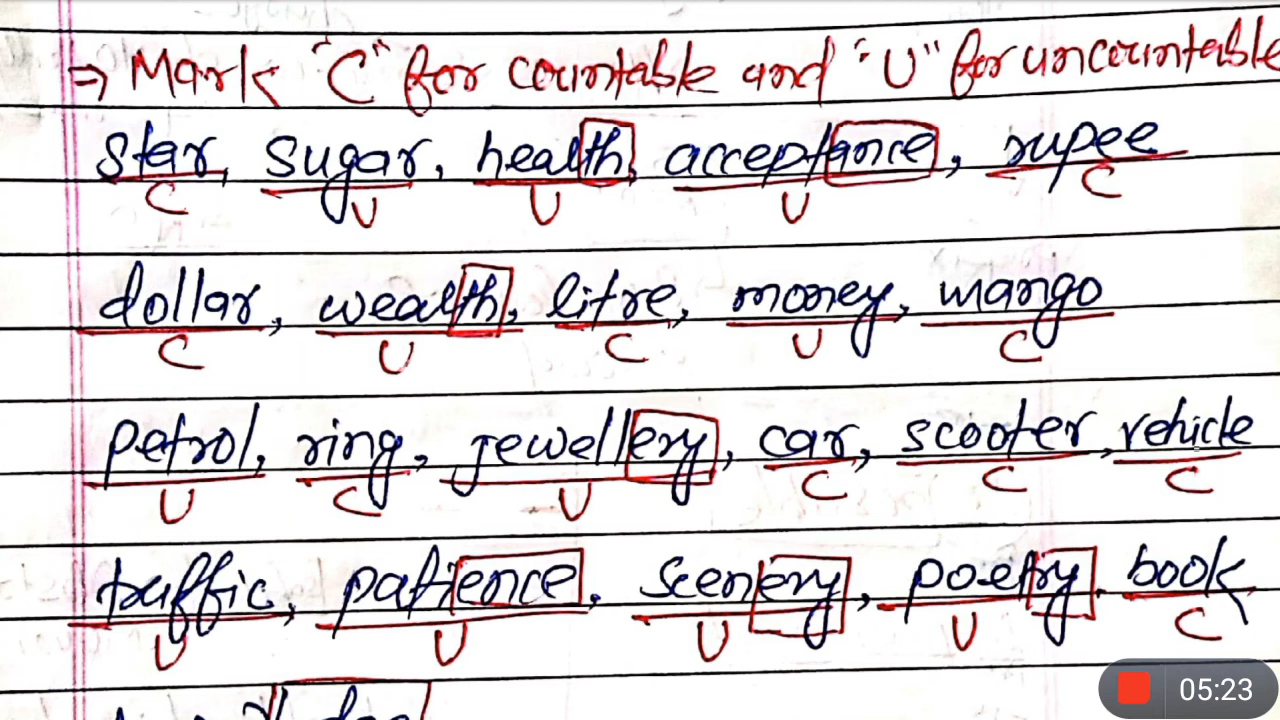 ⇒ Mark "C" for countable and "U" for uncountable
star, sugar, health, acceptance, rupee
C U U U C
dollar, wealth, litre, money, mango
C U C U C
petrol, ring, jewellery, car, scooter, vehicle
U C U C C C
traffic, patience, scenery, poetry, book
U U U U C
05:23